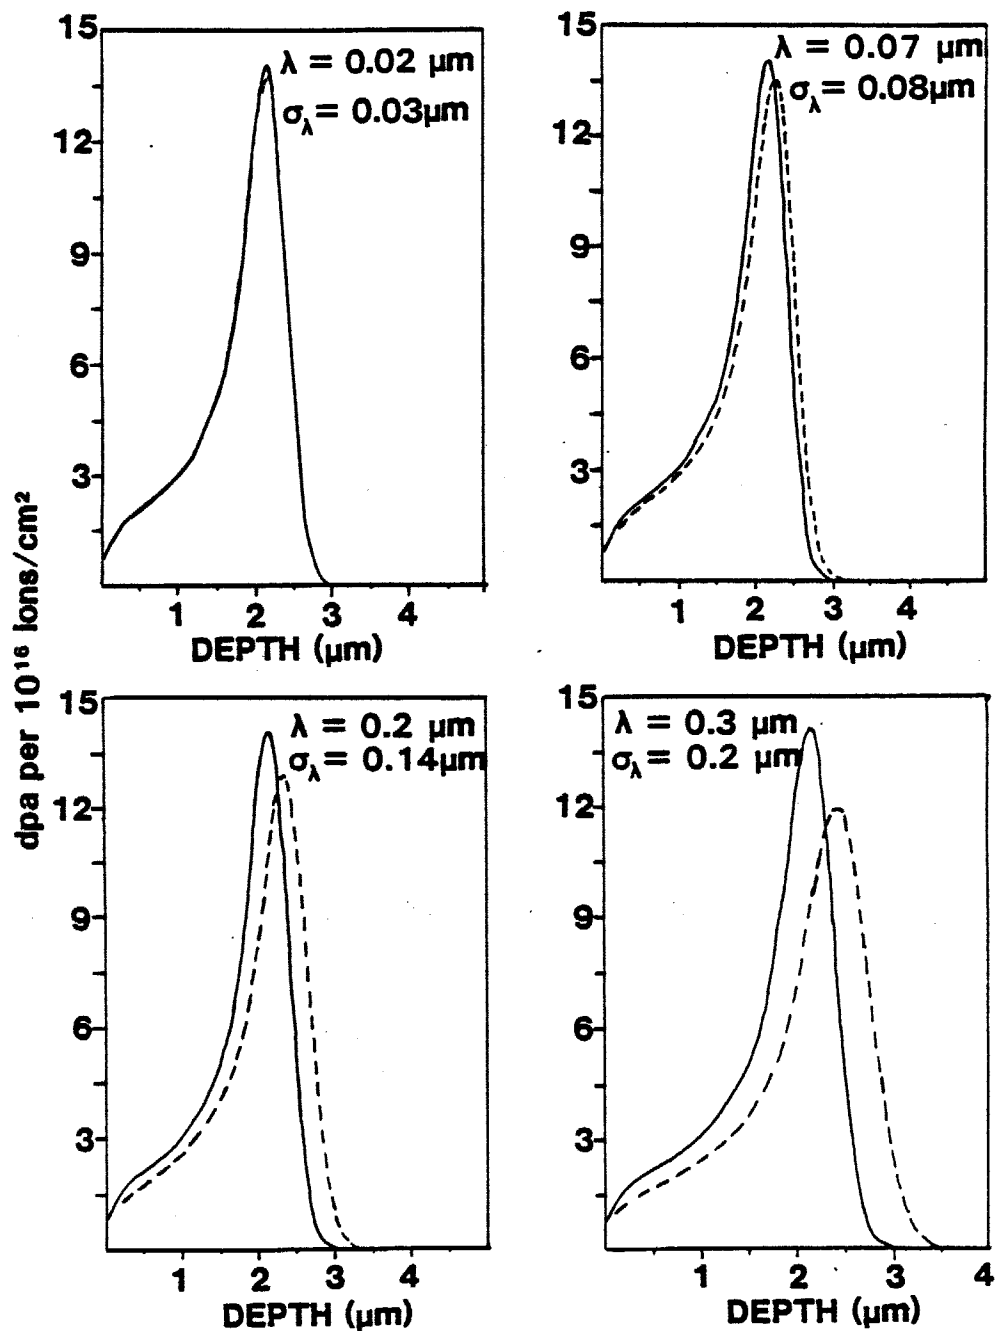 dpa per 10¹⁶ ions/cm²
15
12
9
6
3
λ = 0.02 µm
σλ = 0.03µm
1 2 3 4
DEPTH (µm)
15
12
9
6
3
λ = 0.07 µm
σλ = 0.08µm
1 2 3 4
DEPTH (µm)
15
12
9
6
3
λ = 0.2 µm
σλ = 0.14µm
1 2 3 4
DEPTH (µm)
15
12
9
6
3
λ = 0.3 µm
σλ = 0.2 µm
1 2 3 4
DEPTH (µm)